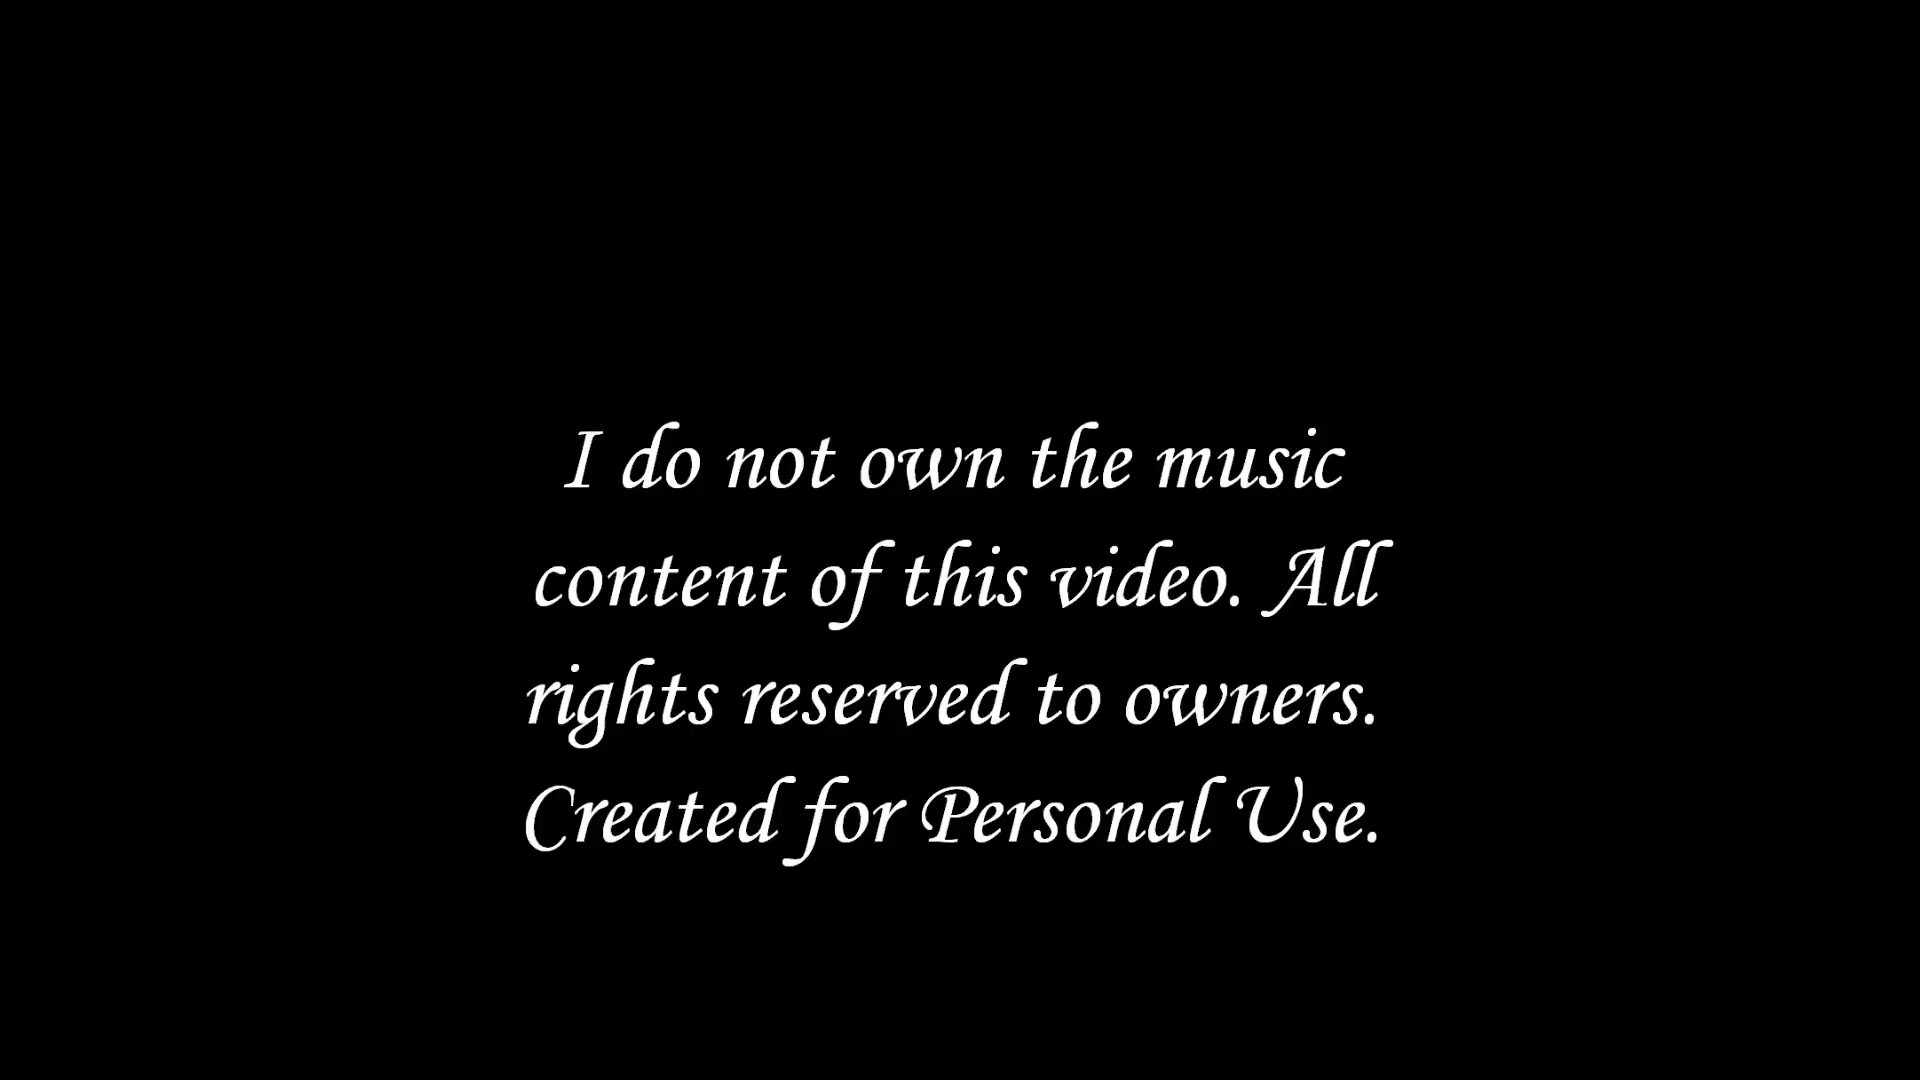 I do not own the music
content of this video. All
rights reserved to owners.
Created for Personal Use.